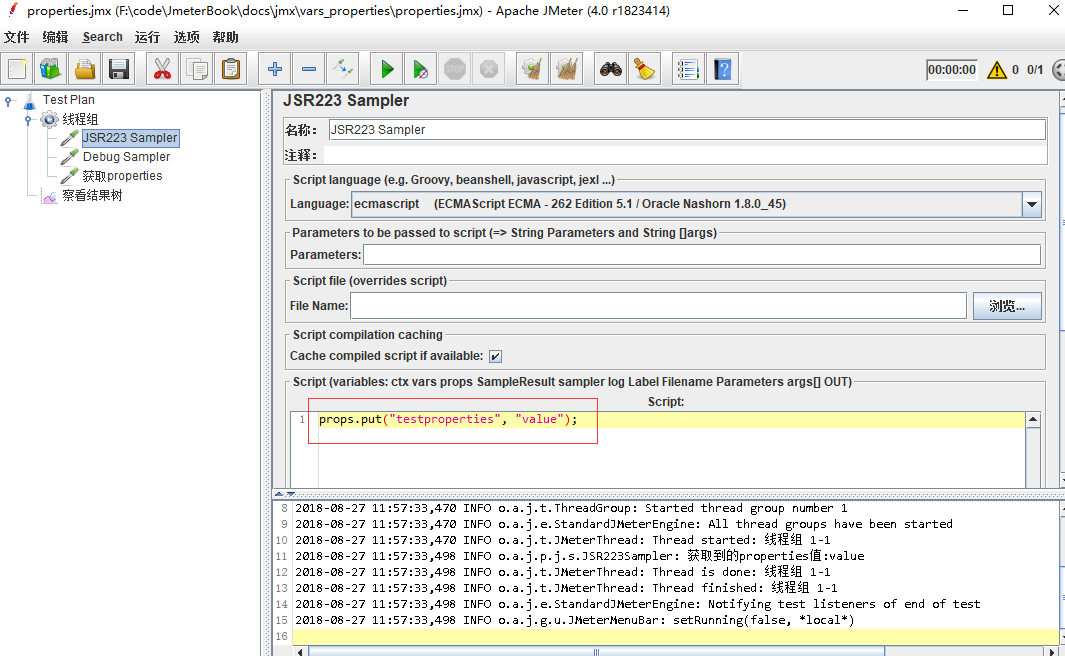 properties.jmx (F:\code\JmeterBook\docs\jmx\vars_properties\properties.jmx) - Apache JMeter (4.0 r1823414)
文件 编辑 Search 运行 选项 帮助
STOP 00:00:00 0 0/1
Test Plan
线程组
JSR223 Sampler
Debug Sampler
获取properties
察看结果树
JSR223 Sampler
名称： JSR223 Sampler
注释：
Script language (e.g. Groovy, beanshell, javascript, jexl ...)
Language: ecmascript (ECMAScript ECMA - 262 Edition 5.1 / Oracle Nashorn 1.8.0_45)
Parameters to be passed to script (=> String Parameters and String []args)
Parameters:
Script file (overrides script)
File Name: 浏览...
Script compilation caching
Cache compiled script if available:
Script (variables: ctx vars props SampleResult sampler log Label Filename Parameters args[] OUT)
Script:
1 props.put("testproperties", "value");
8 2018-08-27 11:57:33,470 INFO o.a.j.t.ThreadGroup: Started thread group number 1
9 2018-08-27 11:57:33,470 INFO o.a.j.e.StandardJMeterEngine: All thread groups have been started
10 2018-08-27 11:57:33,470 INFO o.a.j.t.JMeterThread: Thread started: 线程组 1-1
11 2018-08-27 11:57:33,498 INFO o.a.j.p.j.s.JSR223Sampler: 获取到的properties值:value
12 2018-08-27 11:57:33,498 INFO o.a.j.t.JMeterThread: Thread is done: 线程组 1-1
13 2018-08-27 11:57:33,498 INFO o.a.j.t.JMeterThread: Thread finished: 线程组 1-1
14 2018-08-27 11:57:33,498 INFO o.a.j.e.StandardJMeterEngine: Notifying test listeners of end of test
15 2018-08-27 11:57:33,498 INFO o.a.j.g.u.JMeterMenuBar: setRunning(false, *local*)
16